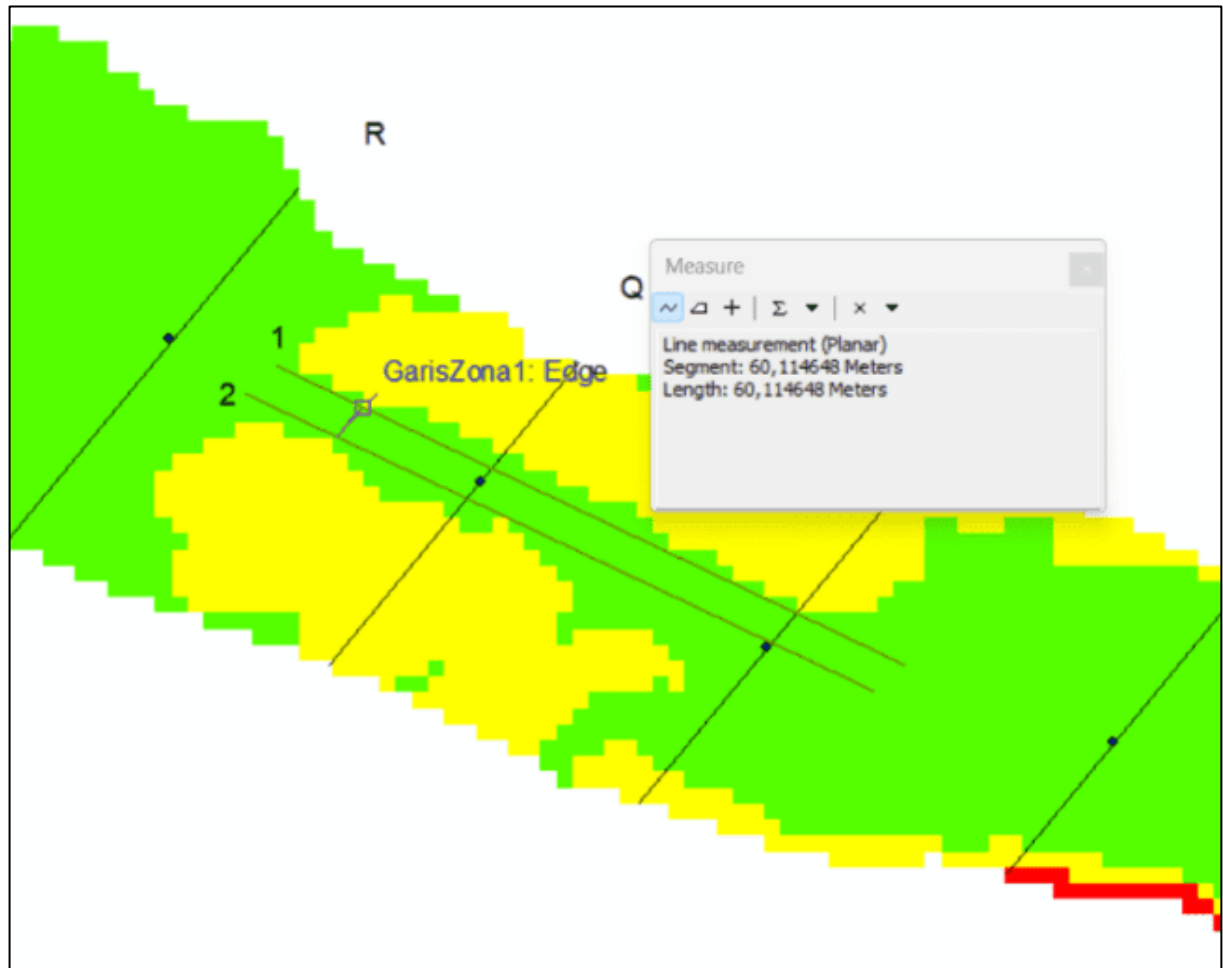 R
Q
Measure
Line measurement (Planar)
Segment: 60,114648 Meters
Length: 60,114648 Meters
1
GarisZona1: Edge
2